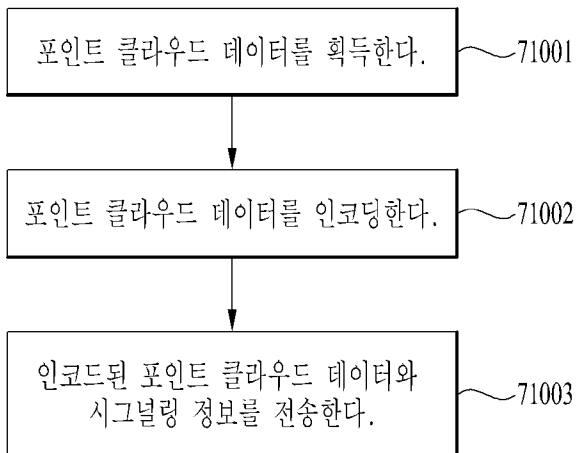 포인트 클라우드 데이터를 획득한다.
71001
포인트 클라우드 데이터를 인코딩한다.
71002
인코드된 포인트 클라우드 데이터와
시그널링 정보를 전송한다.
71003